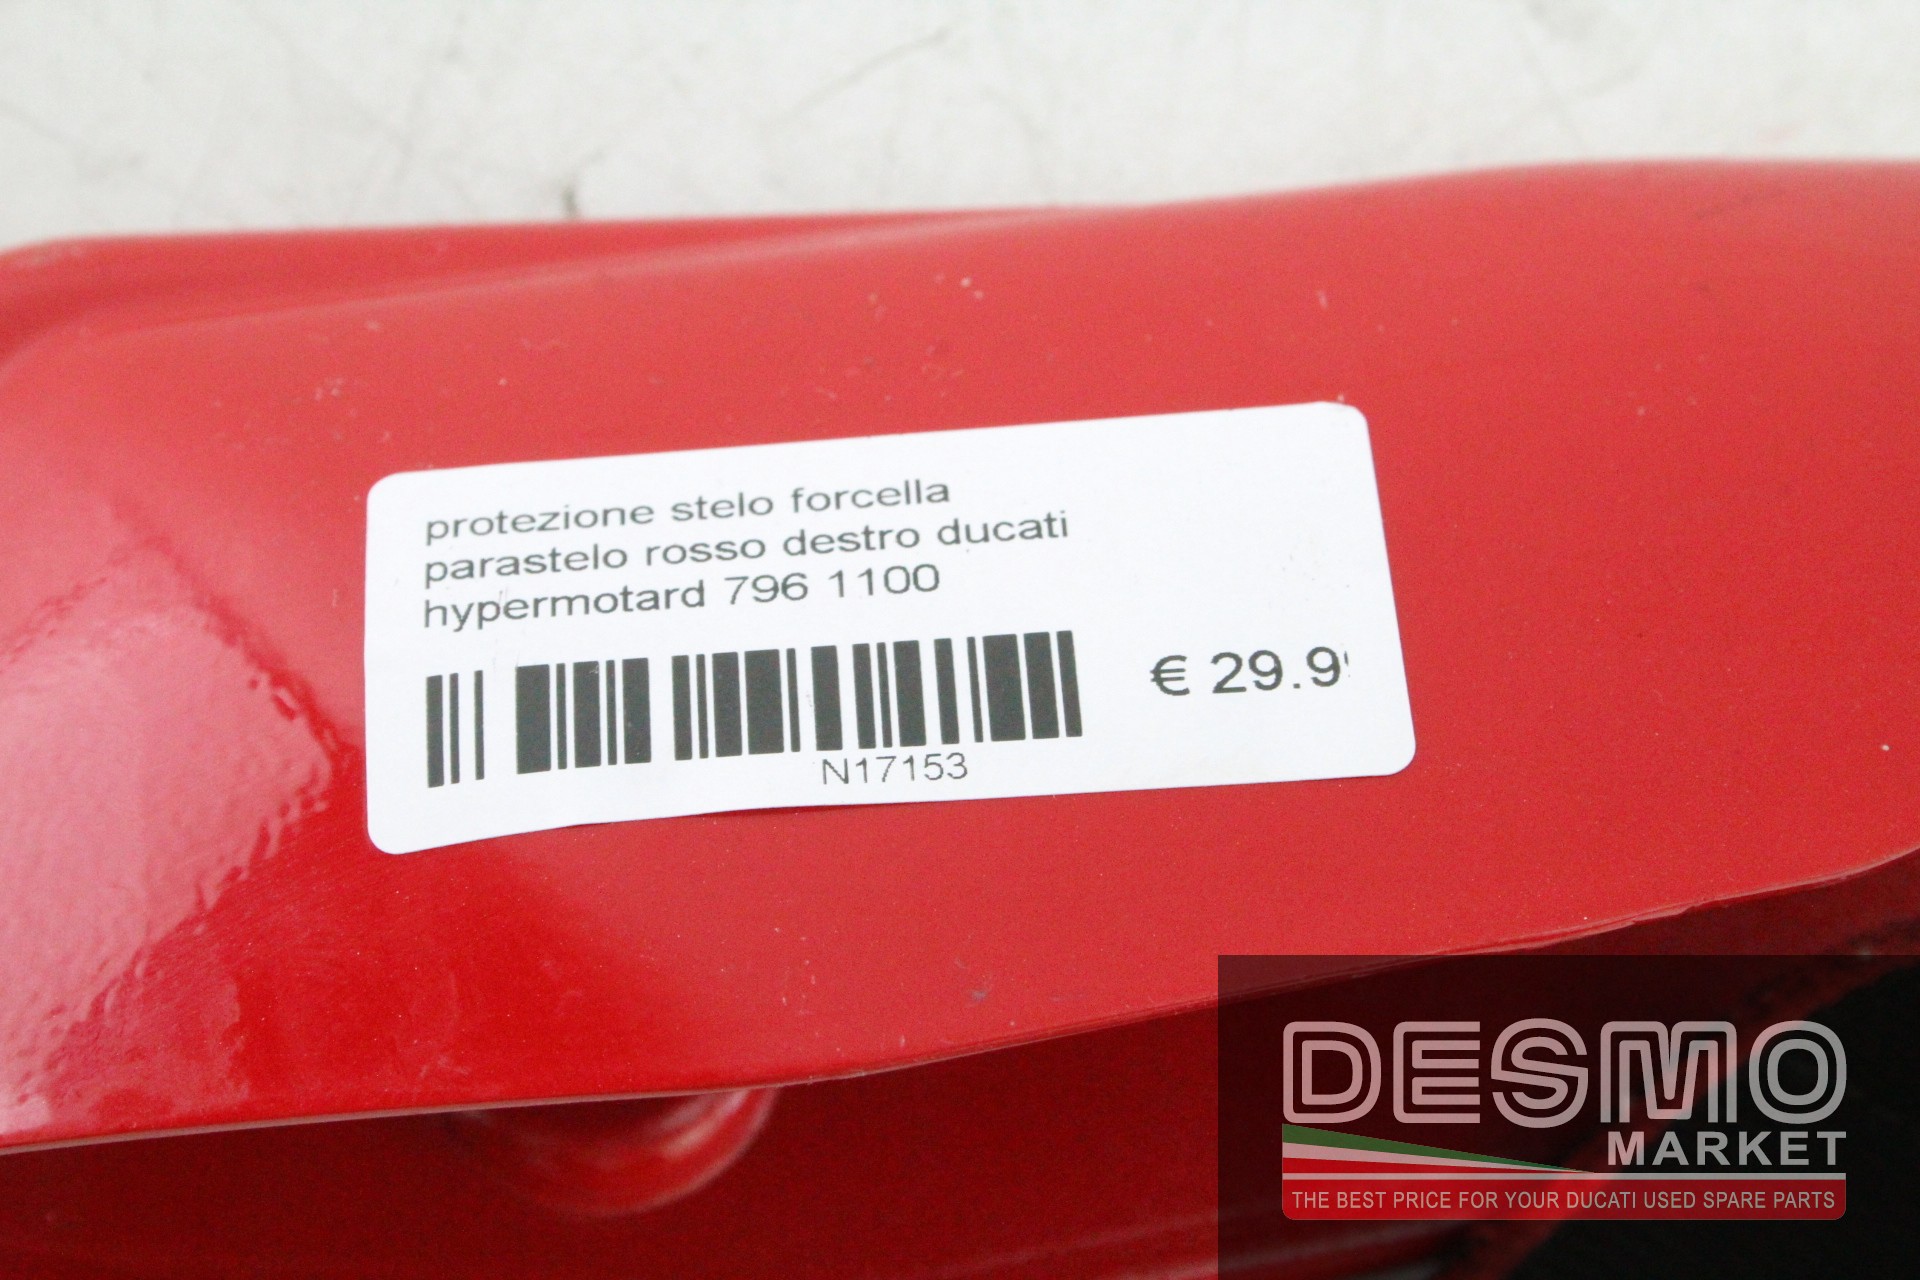 protezione stelo forcella
parastelo rosso destro ducati
hypermotard 796 1100
€ 29.9
N17153
DESMO
MARKET
THE BEST PRICE FOR YOUR DUCATI USED SPARE PARTS